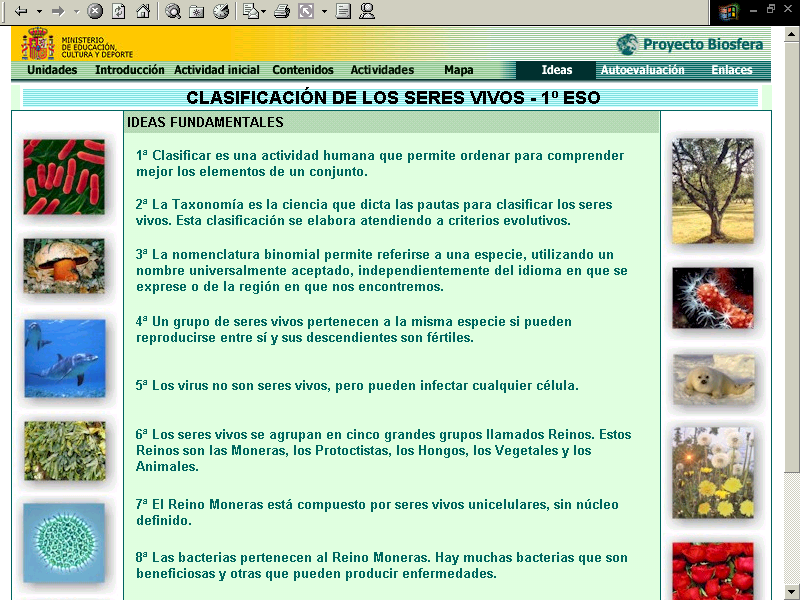 MINISTERIO
DE EDUCACIÓN,
CULTURA Y DEPORTE
Proyecto Biosfera
Unidades Introducción Actividad inicial Contenidos Actividades Mapa Ideas Autoevaluación Enlaces
CLASIFICACIÓN DE LOS SERES VIVOS - 1º ESO
IDEAS FUNDAMENTALES
1ª Clasificar es una actividad humana que permite ordenar para comprender
mejor los elementos de un conjunto.
2ª La Taxonomía es la ciencia que dicta las pautas para clasificar los seres
vivos. Esta clasificación se elabora atendiendo a criterios evolutivos.
3ª La nomenclatura binomial permite referirse a una especie, utilizando un
nombre universalmente aceptado, independientemente del idioma en que se
exprese o de la región en que nos encontremos.
4ª Un grupo de seres vivos pertenecen a la misma especie si pueden
reproducirse entre sí y sus descendientes son fértiles.
5ª Los virus no son seres vivos, pero pueden infectar cualquier célula.
6ª Los seres vivos se agrupan en cinco grandes grupos llamados Reinos. Estos
Reinos son las Moneras, los Protoctistas, los Hongos, los Vegetales y los
Animales.
7ª El Reino Moneras está compuesto por seres vivos unicelulares, sin núcleo
definido.
8ª Las bacterias pertenecen al Reino Moneras. Hay muchas bacterias que son
beneficiosas y otras que pueden producir enfermedades.